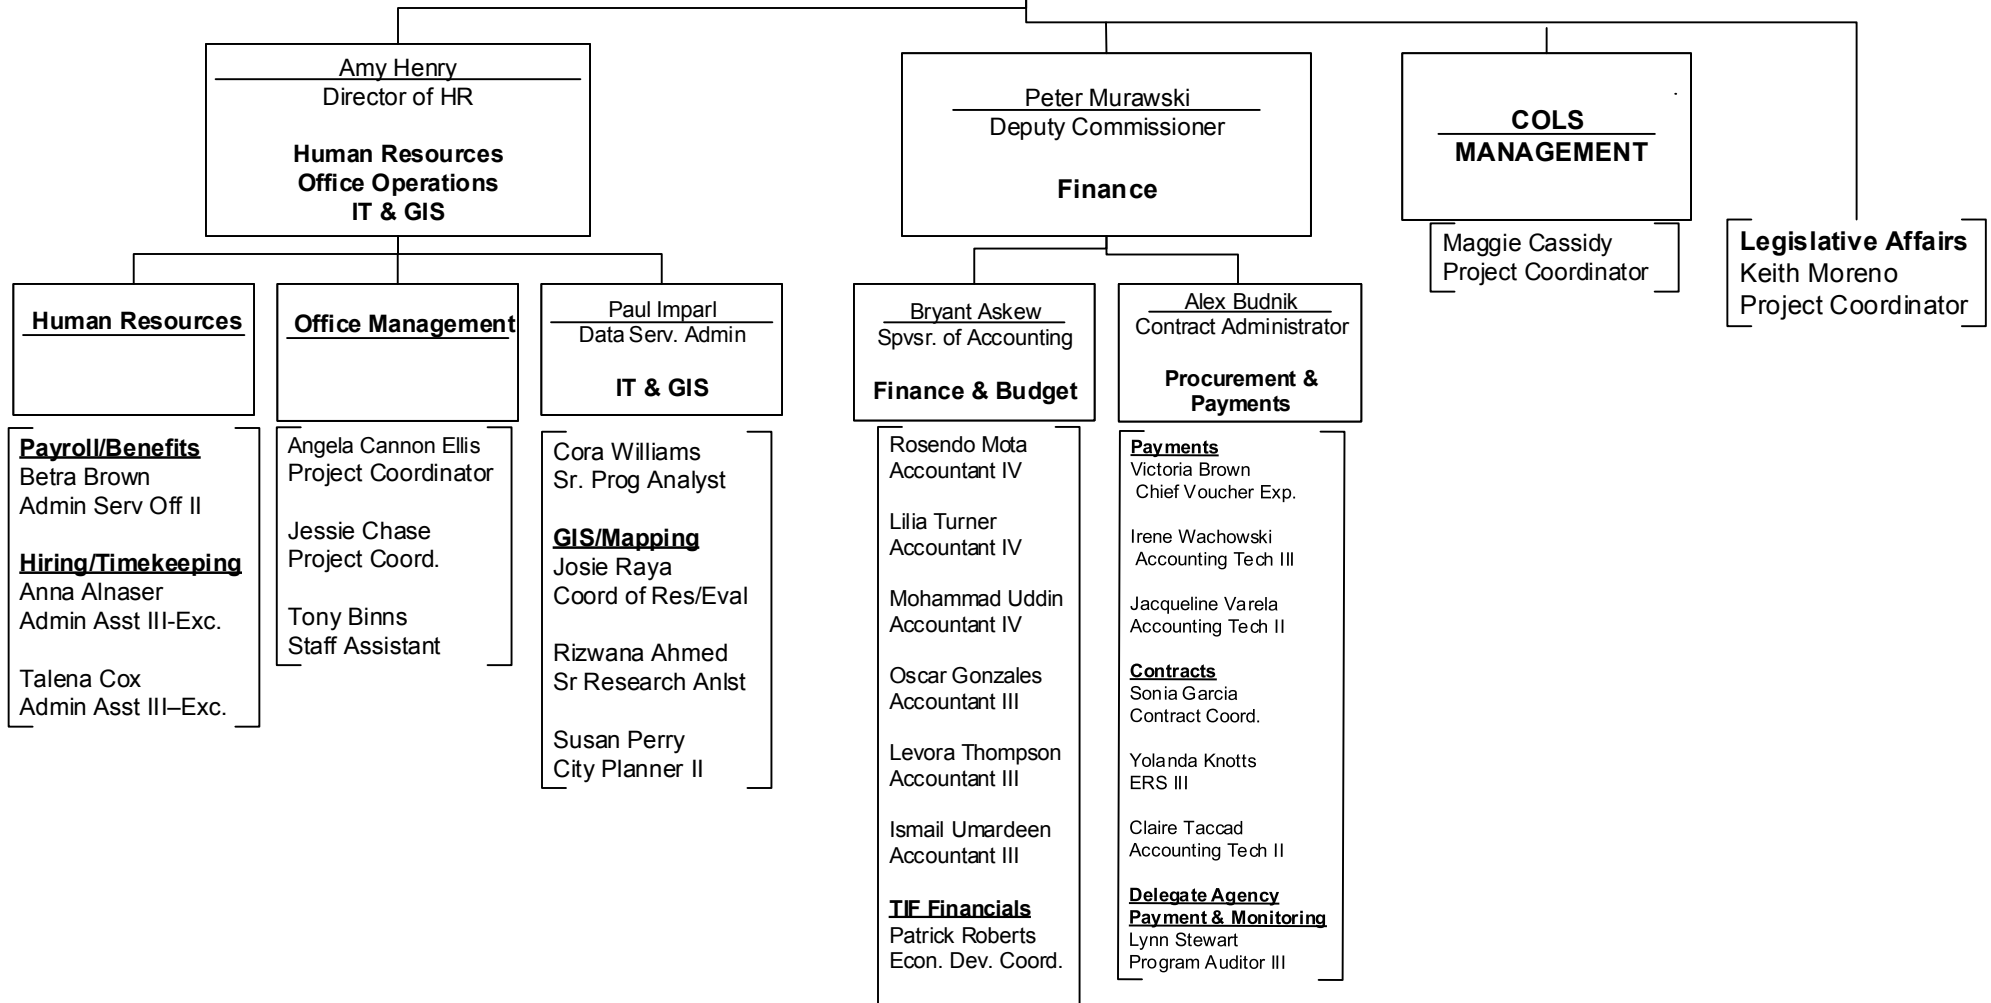 Amy Henry
Director of HR
Human Resources
Office Operations
IT & GIS
Peter Murawski
Deputy Commissioner
Finance
COLS
MANAGEMENT
Maggie Cassidy
Project Coordinator
Legislative Affairs
Keith Moreno
Project Coordinator
Human Resources
Payroll/Benefits
Betra Brown
Admin Serv Off II
Hiring/Timekeeping
Anna Alnaser
Admin Asst III-Exc.
Talena Cox
Admin Asst III–Exc.
Office Management
Angela Cannon Ellis
Project Coordinator
Jessie Chase
Project Coord.
Tony Binns
Staff Assistant
Paul Imparl
Data Serv. Admin
IT & GIS
Cora Williams
Sr. Prog Analyst
GIS/Mapping
Josie Raya
Coord of Res/Eval
Rizwana Ahmed
Sr Research Anlst
Susan Perry
City Planner II
Bryant Askew
Spvsr. of Accounting
Finance & Budget
Rosendo Mota
Accountant IV
Lilia Turner
Accountant IV
Mohammad Uddin
Accountant IV
Oscar Gonzales
Accountant III
Levora Thompson
Accountant III
Ismail Umardeen
Accountant III
TIF Financials
Patrick Roberts
Econ. Dev. Coord.
Alex Budnik
Contract Administrator
Procurement &
Payments
Payments
Victoria Brown
Chief Voucher Exp.
Irene Wachowski
Accounting Tech III
Jacqueline Varela
Accounting Tech II
Contracts
Sonia Garcia
Contract Coord.
Yolanda Knotts
ERS III
Claire Taccad
Accounting Tech II
Delegate Agency
Payment & Monitoring
Lynn Stewart
Program Auditor III